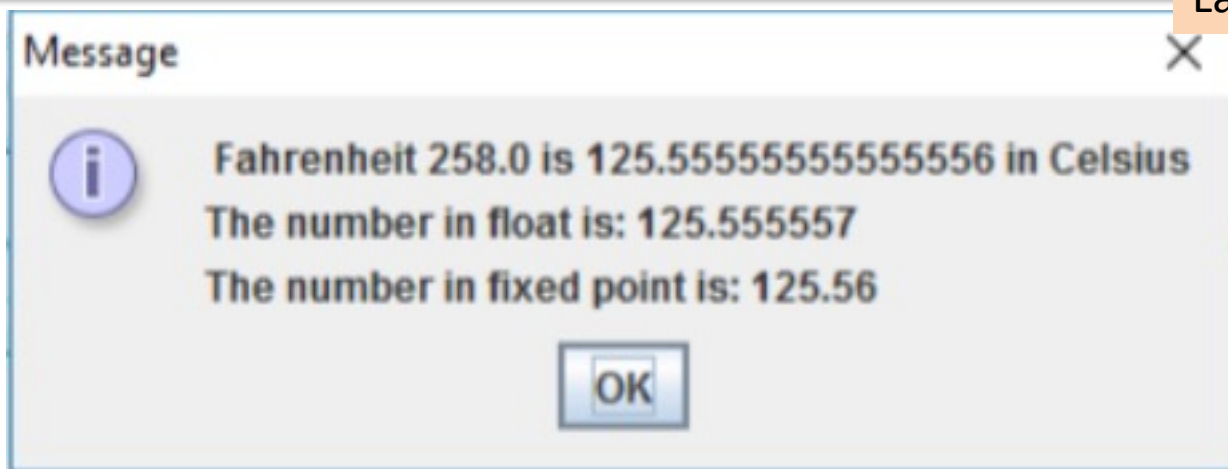 La
Message
Fahrenheit 258.0 is 125.55555555555556 in Celsius
The number in float is: 125.555557
The number in fixed point is: 125.56
OK